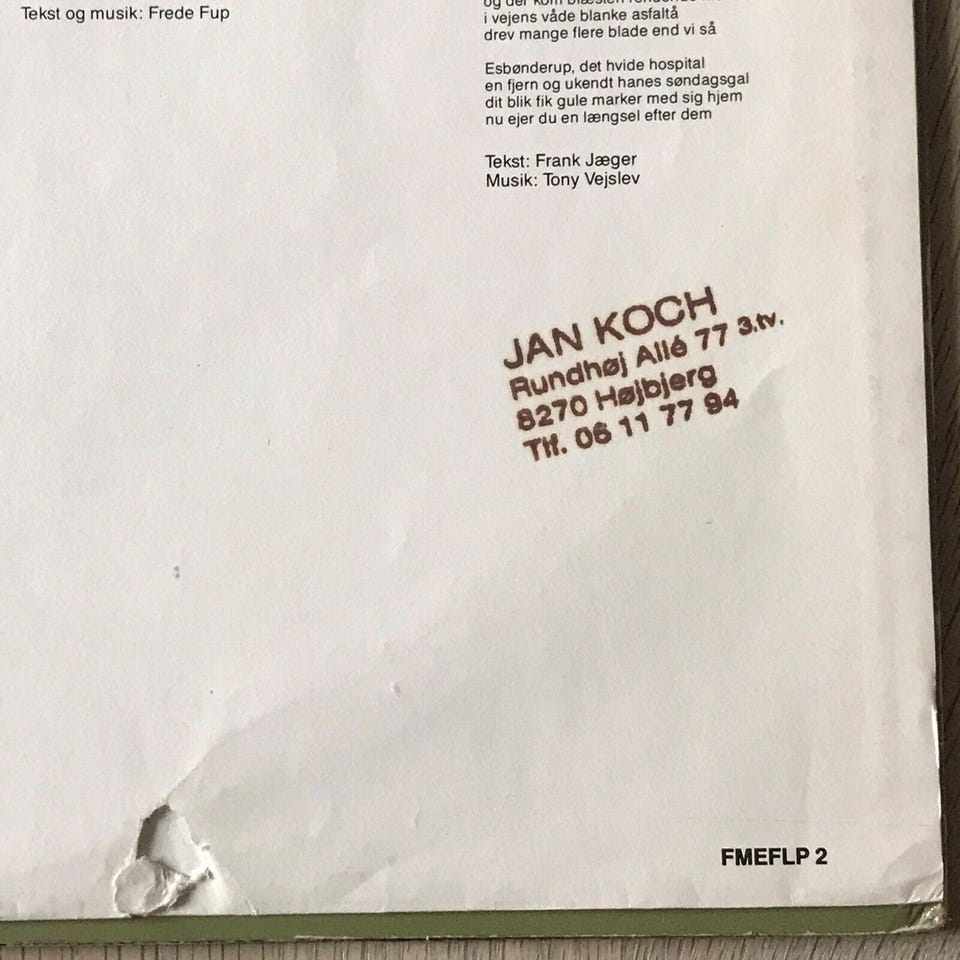 Tekst og musik: Frede Fup
i vejens våde blanke asfaltå
drev mange flere blade end vi så
Esbønderup, det hvide hospital
en fjern og ukendt hanes søndagsgal
dit blik fik gule marker med sig hjem
nu ejer du en længsel efter dem
Tekst: Frank Jæger
Musik: Tony Vejslev
JAN KOCH
Rundhøj Allé 77 3.tv.
8270 Højbjerg
Tlf. 06 11 77 94
FMEFLP 2